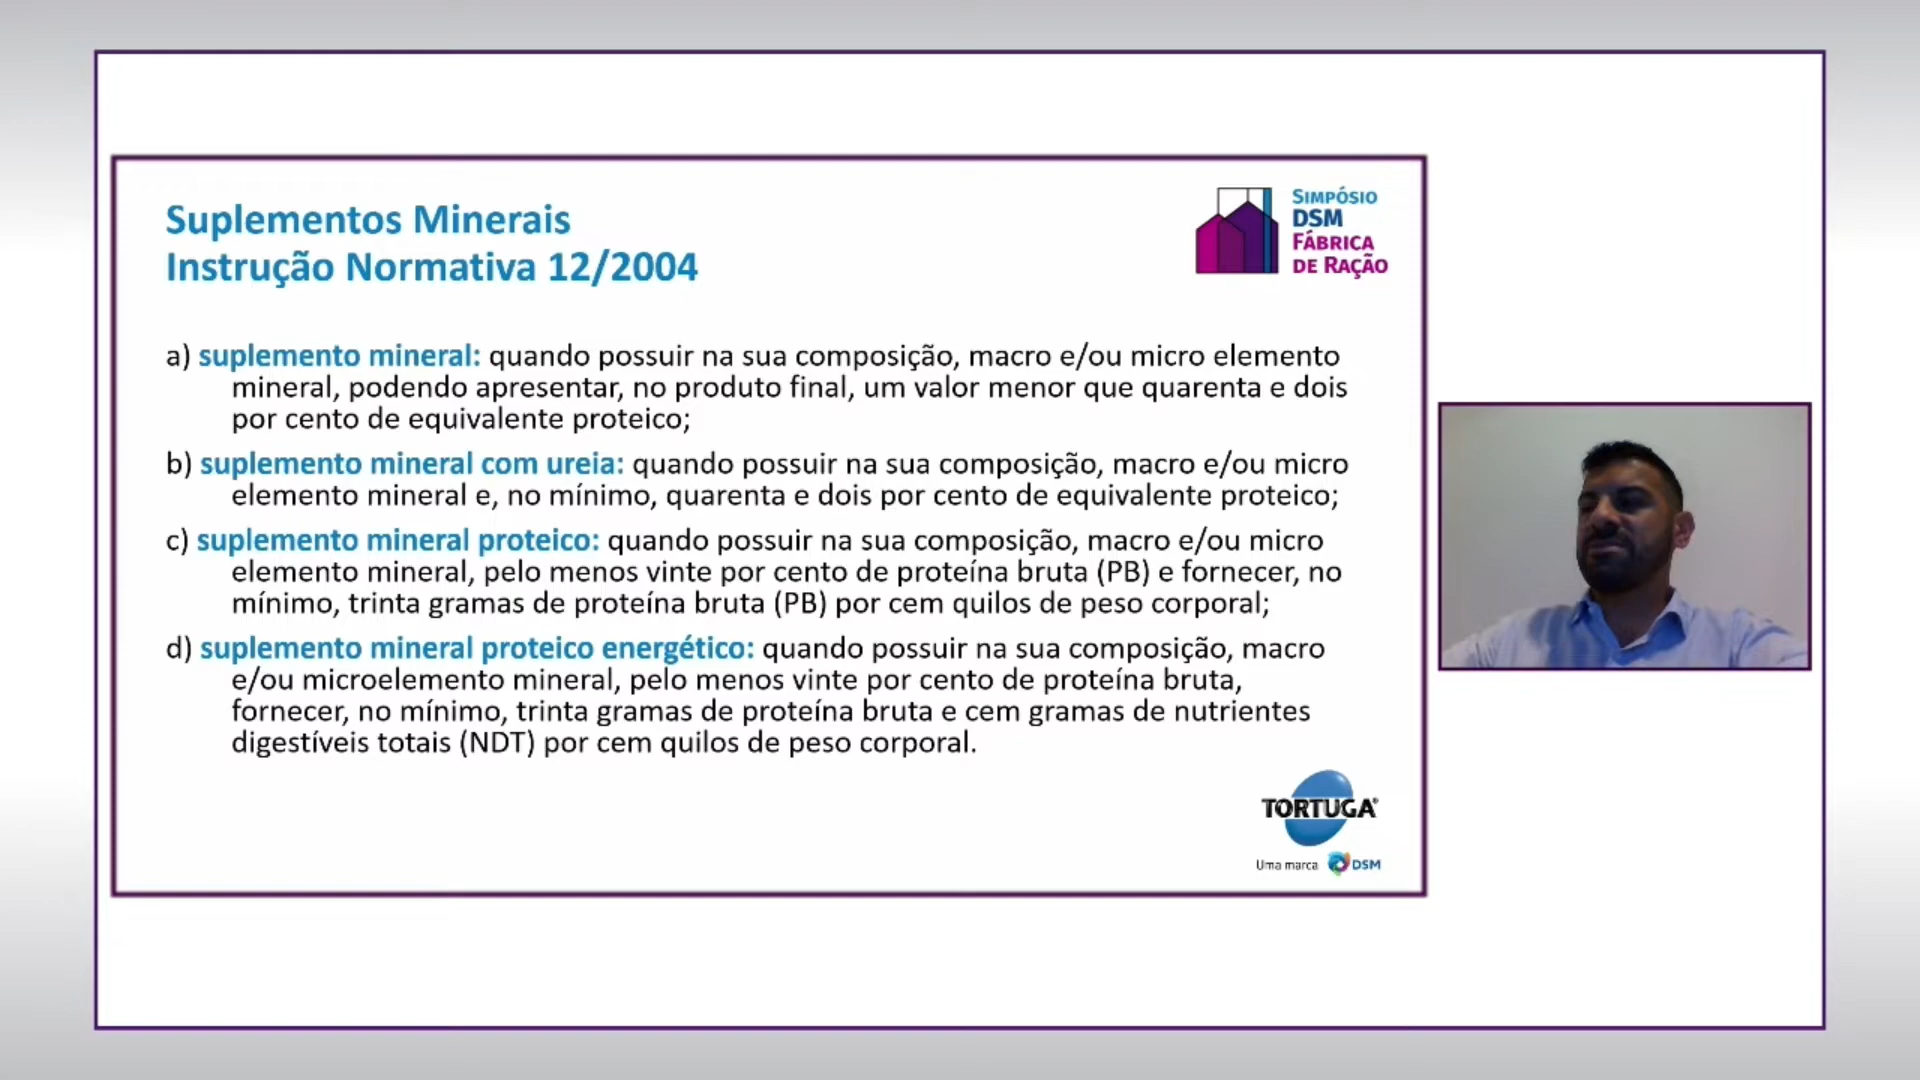 Suplementos Minerais
Instrução Normativa 12/2004
SIMPÓSIO
DSM
FÁBRICA
DE RAÇÃO
a) suplemento mineral: quando possuir na sua composição, macro e/ou micro elemento
mineral, podendo apresentar, no produto final, um valor menor que quarenta e dois
por cento de equivalente proteico;
b) suplemento mineral com ureia: quando possuir na sua composição, macro e/ou micro
elemento mineral e, no mínimo, quarenta e dois por cento de equivalente proteico;
c) suplemento mineral proteico: quando possuir na sua composição, macro e/ou micro
elemento mineral, pelo menos vinte por cento de proteína bruta (PB) e fornecer, no
mínimo, trinta gramas de proteína bruta (PB) por cem quilos de peso corporal;
d) suplemento mineral proteico energético: quando possuir na sua composição, macro
e/ou microelemento mineral, pelo menos vinte por cento de proteína bruta,
fornecer, no mínimo, trinta gramas de proteína bruta e cem gramas de nutrientes
digestíveis totais (NDT) por cem quilos de peso corporal.
TORTUGA®
Uma marca DSM